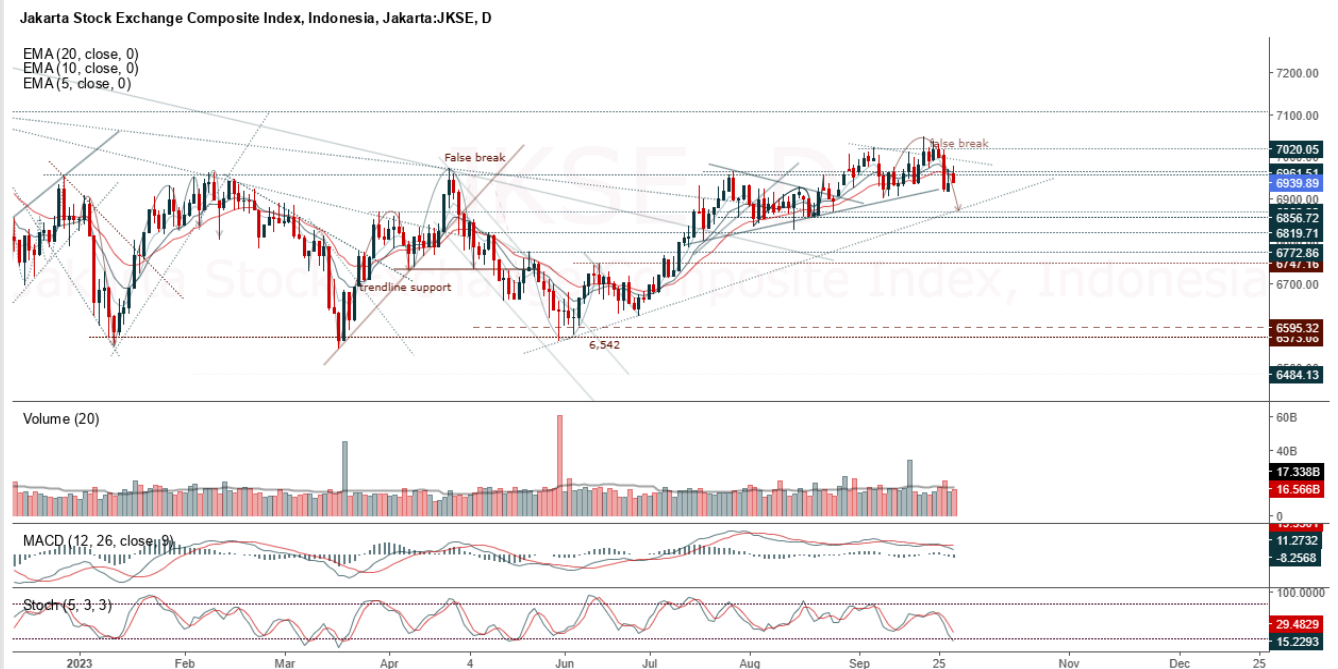 Jakarta Stock Exchange Composite Index, Indonesia, Jakarta:JKSE, D
EMA (20, close, 0)
EMA (10, close, 0)
EMA (5, close, 0)
False break
false break
trendline support
6,542
7200.00
7100.00
7020.05
7000.00
6961.51
6939.89
6900.00
6856.72
6819.71
6772.86
6747.16
6700.00
6595.32
6573.08
6484.13
Volume (20)
60B
40B
17.338B
16.566B
0
MACD (12, 26, close, 9)
11.2732
-8.2568
Stoch (5, 3, 3)
100.0000
29.4829
15.2293
2023 Feb Mar Apr 4 Jun Jul Aug Sep 25 Nov Dec 25